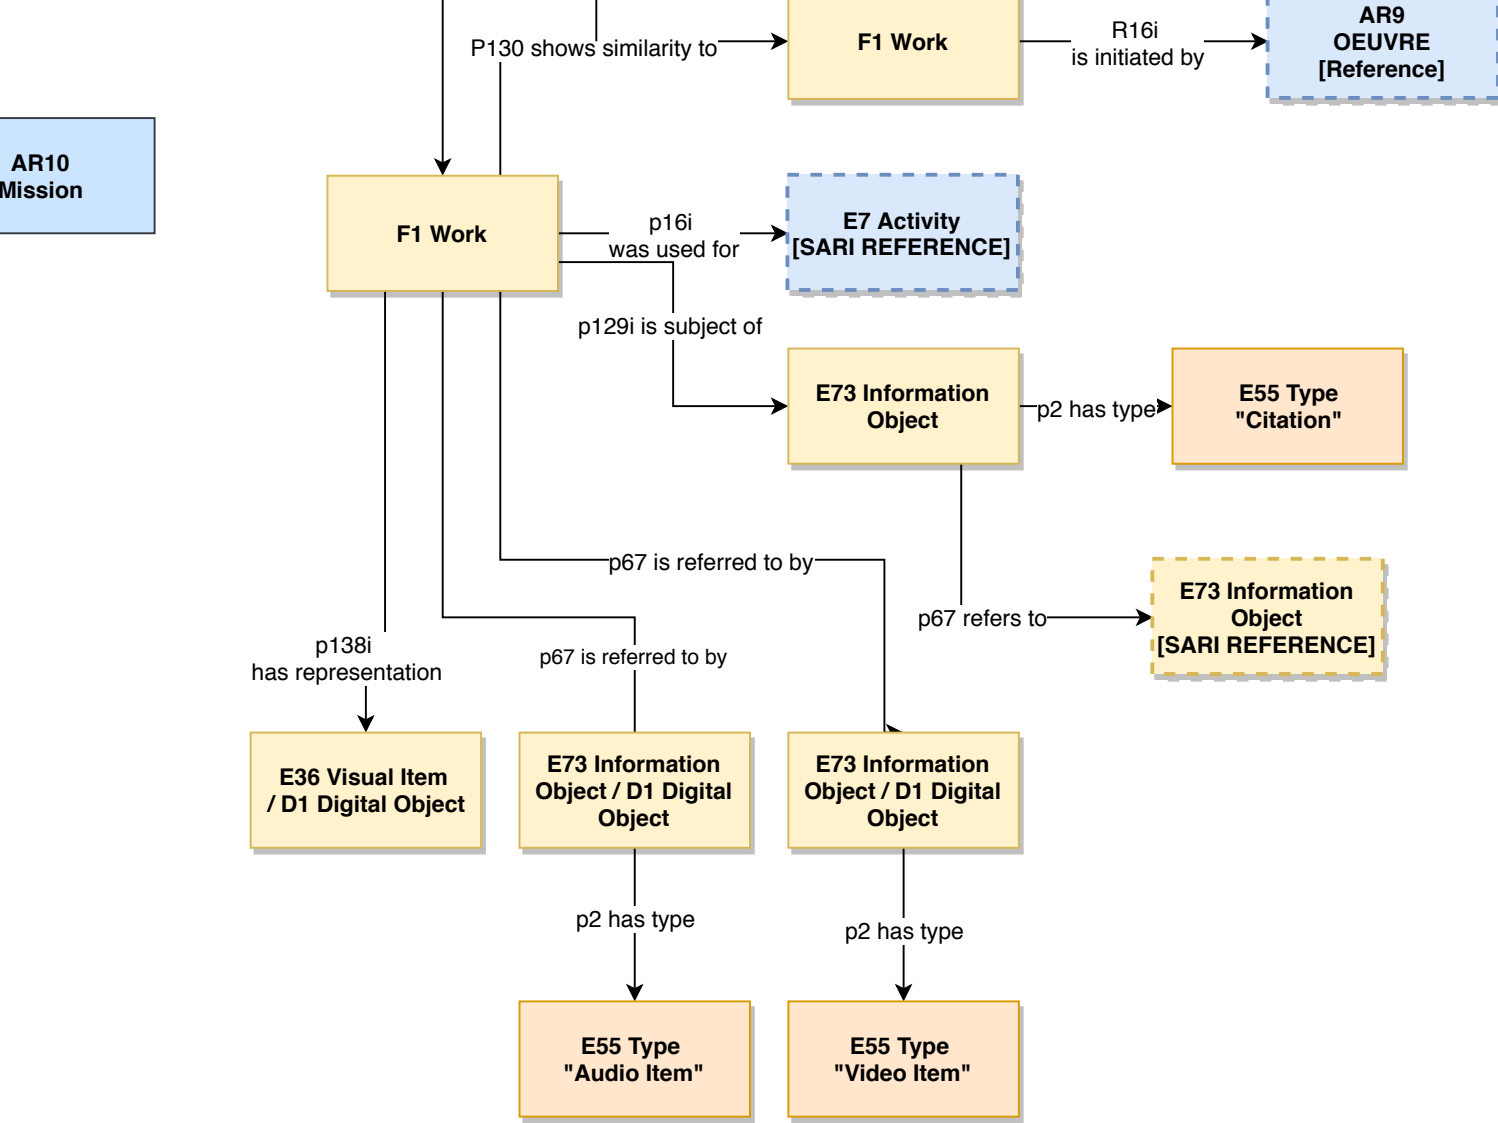 P130 shows similarity to
F1 Work
R16i
is initiated by
AR9
OEUVRE
[Reference]
AR10
Mission
F1 Work
p16i
was used for
E7 Activity
[SARI REFERENCE]
p129i is subject of
E73 Information
Object
p2 has type
E55 Type
"Citation"
p67 is referred to by
p67 refers to
E73 Information
Object
[SARI REFERENCE]
p138i
has representation
p67 is referred to by
E36 Visual Item
/ D1 Digital Object
E73 Information
Object / D1 Digital
Object
E73 Information
Object / D1 Digital
Object
p2 has type
p2 has type
E55 Type
"Audio Item"
E55 Type
"Video Item"